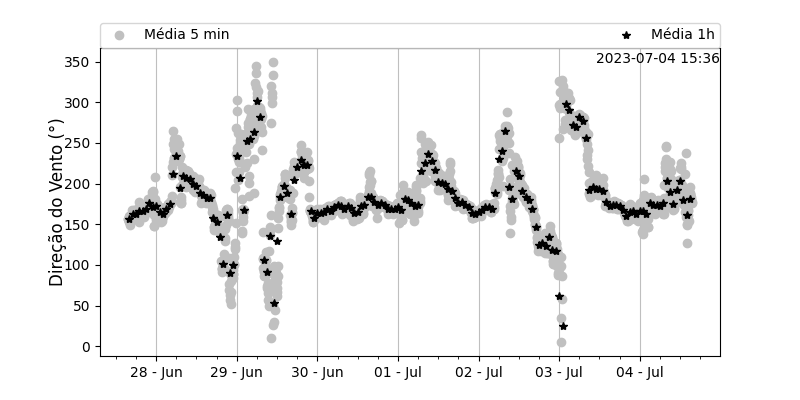 Média 5 min
Média 1h
2023-07-04 15:36
Direção do Vento (°)
350
300
250
200
150
100
50
0
28 - Jun
29 - Jun
30 - Jun
01 - Jul
02 - Jul
03 - Jul
04 - Jul